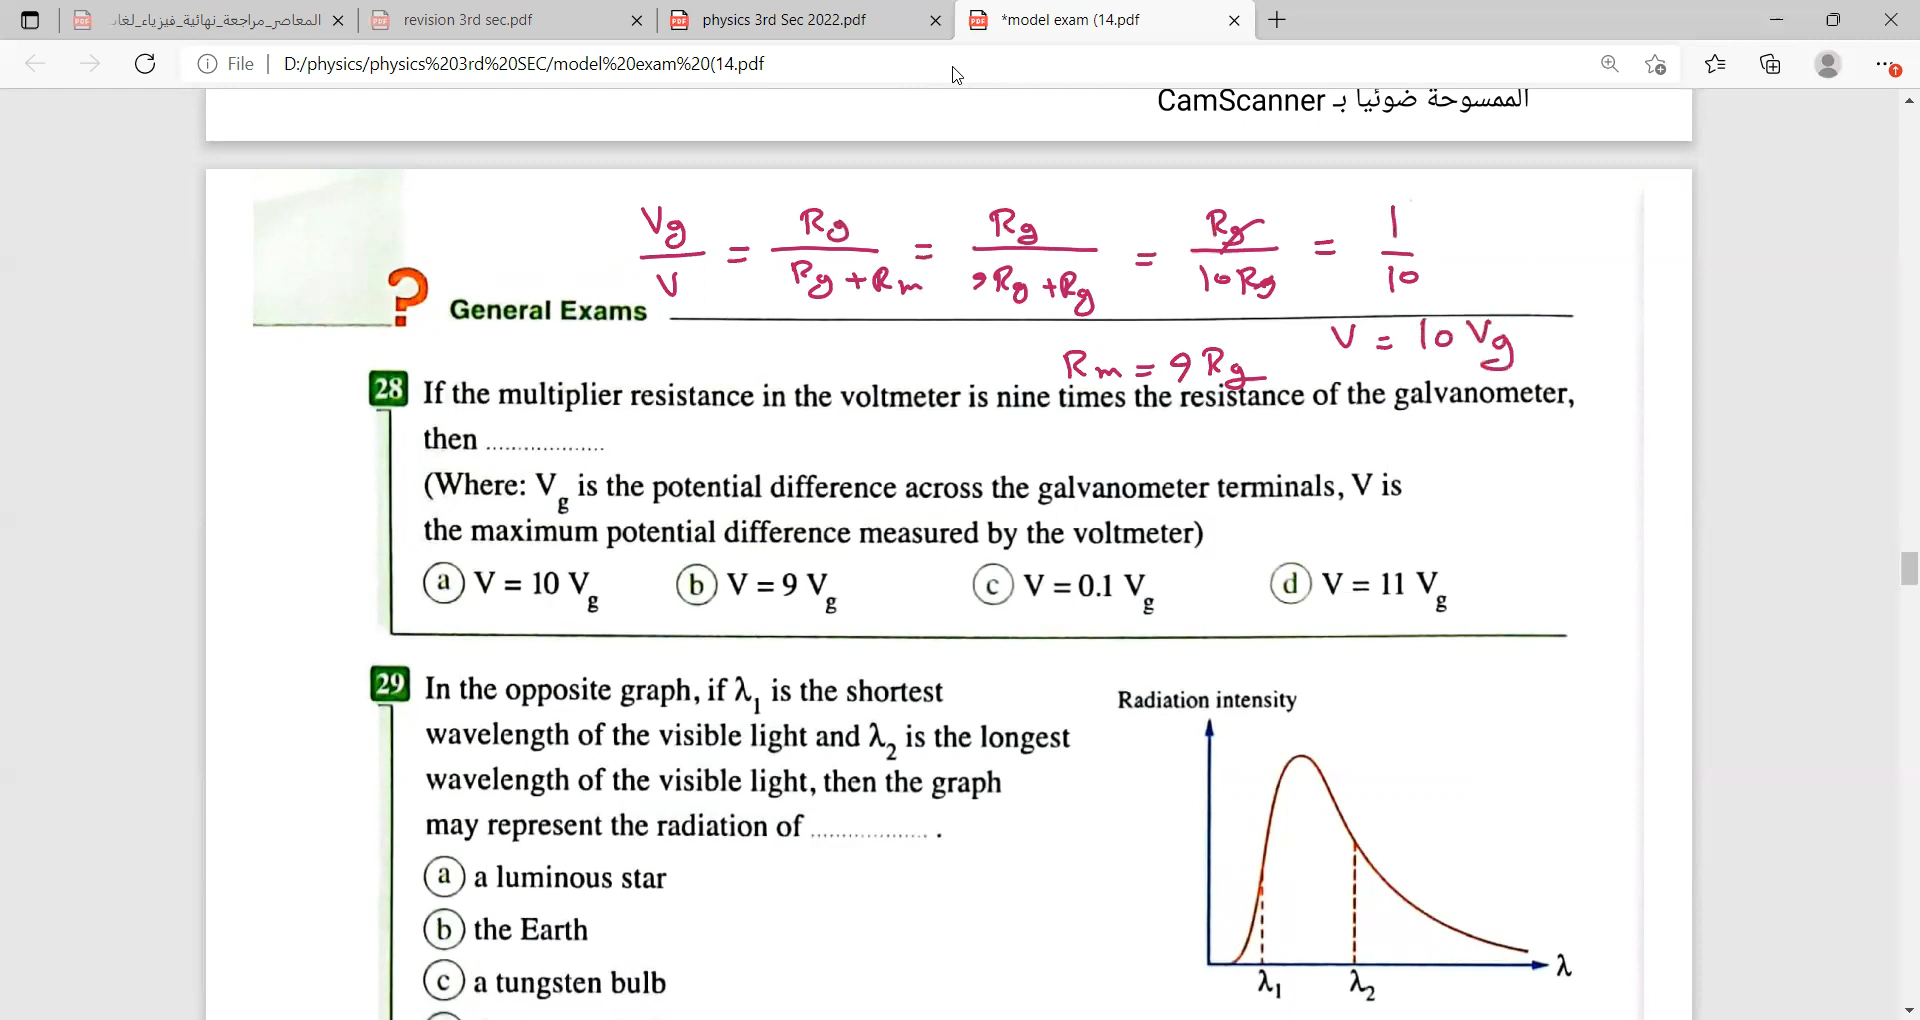 المعاصر_مراجعة_نهائية_فيزياء_لغات
revision 3rd sec.pdf
physics 3rd Sec 2022.pdf
*model exam (14.pdf
File
D:/physics/physics%203rd%20SEC/model%20exam%20(14.pdf
الممسوحة ضوئيا بـ CamScanner
Vg/V = Rg/(Rg + Rm) = Rg/(9Rg + Rg) = Rg/(10 Rg) = 1/10
General Exams
V = 10 Vg
Rm = 9 Rg
28 If the multiplier resistance in the voltmeter is nine times the resistance of the galvanometer,
then ..................
(Where: Vg is the potential difference across the galvanometer terminals, V is
the maximum potential difference measured by the voltmeter)
a V = 10 Vg b V = 9 Vg c V = 0.1 Vg d V = 11 Vg
29 In the opposite graph, if λ1 is the shortest
wavelength of the visible light and λ2 is the longest
wavelength of the visible light, then the graph
may represent the radiation of .................. .
a a luminous star
b the Earth
c a tungsten bulb
Radiation intensity
λ
λ1 λ2